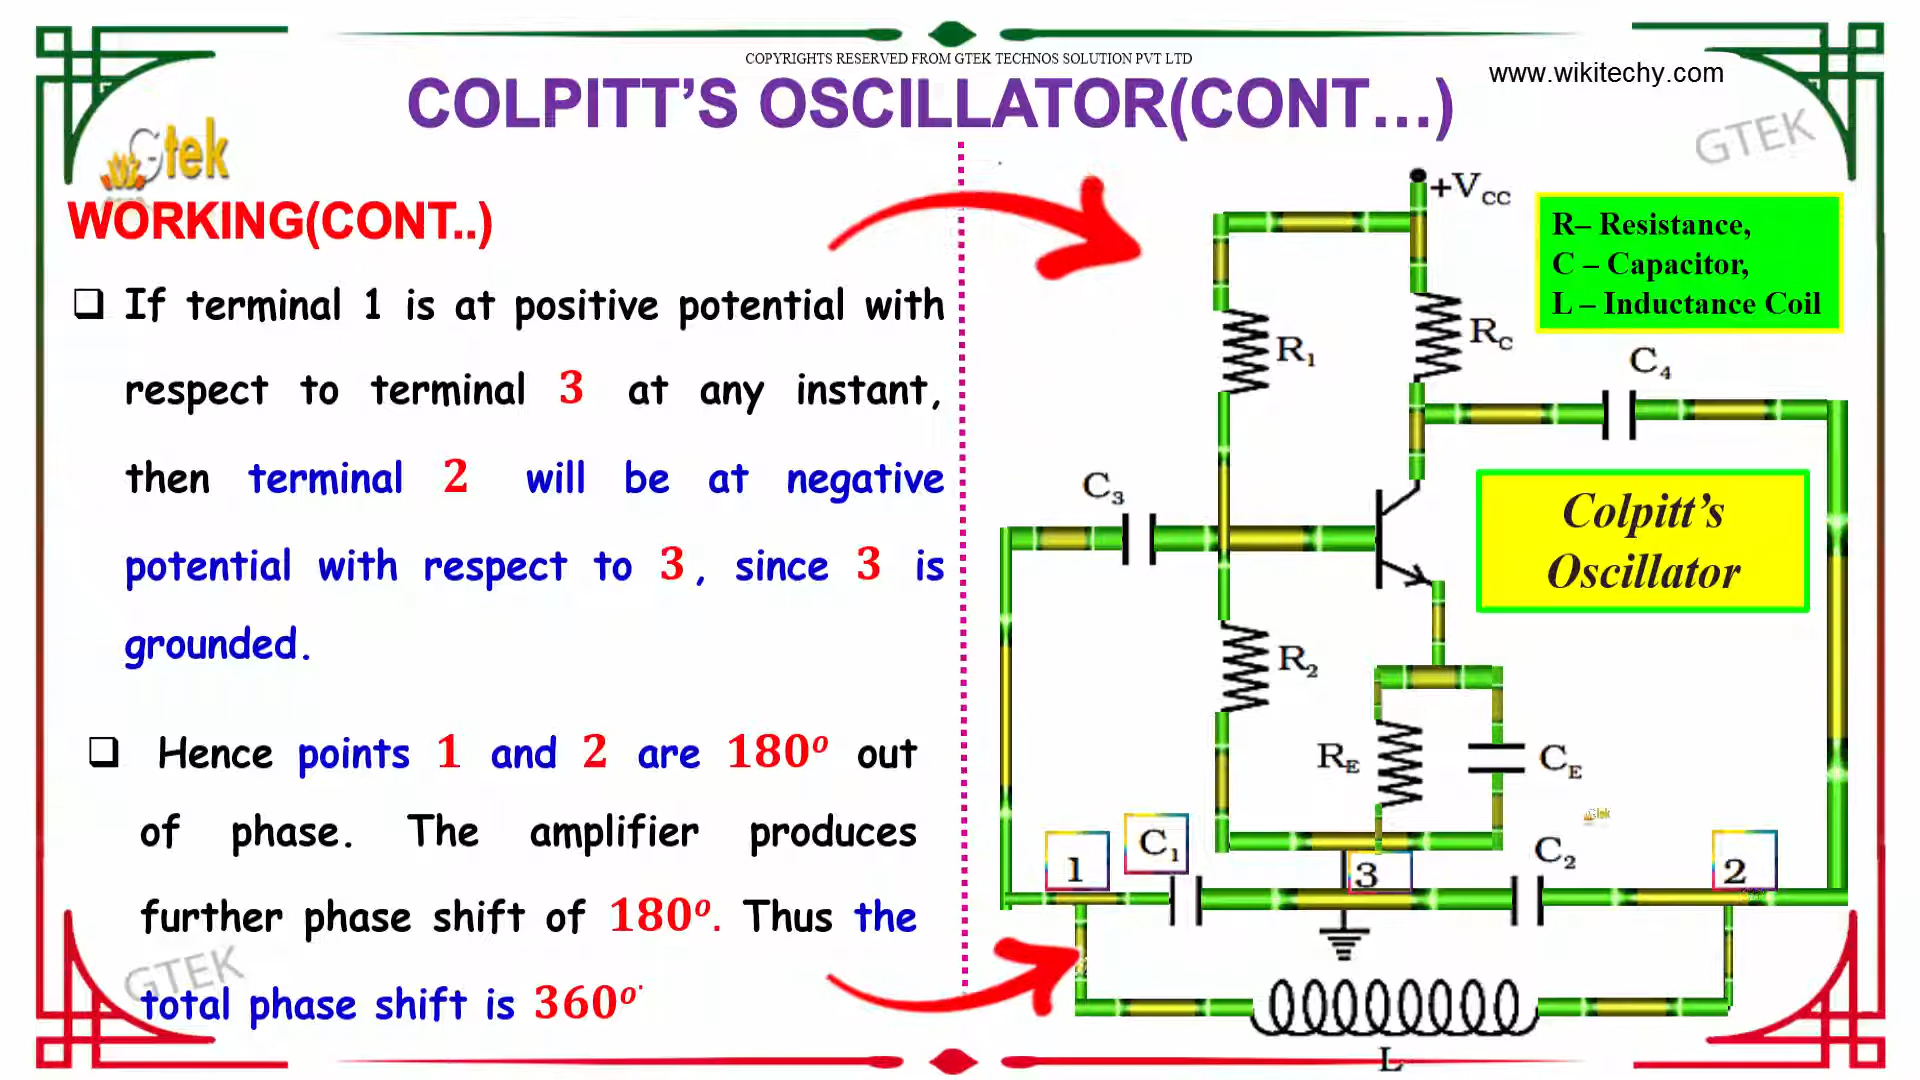 COPYRIGHTS RESERVED FROM GTEK TECHNOS SOLUTION PVT LTD
www.wikitechy.com
COLPITT’S OSCILLATOR(CONT...)
GTEK
Gtek
WORKING(CONT..)
❑ If terminal 1 is at positive potential with
respect to terminal 3 at any instant,
then terminal 2 will be at negative
potential with respect to 3, since 3 is
grounded.
❑ Hence points 1 and 2 are 180° out
of phase. The amplifier produces
further phase shift of 180°. Thus the
total phase shift is 360°.
GTEK
+VCC
R– Resistance,
C – Capacitor,
L – Inductance Coil
R1
RC
C4
C3
Colpitt’s
Oscillator
R2
RE
CE
Gtek
1
C1
3
C2
2
L